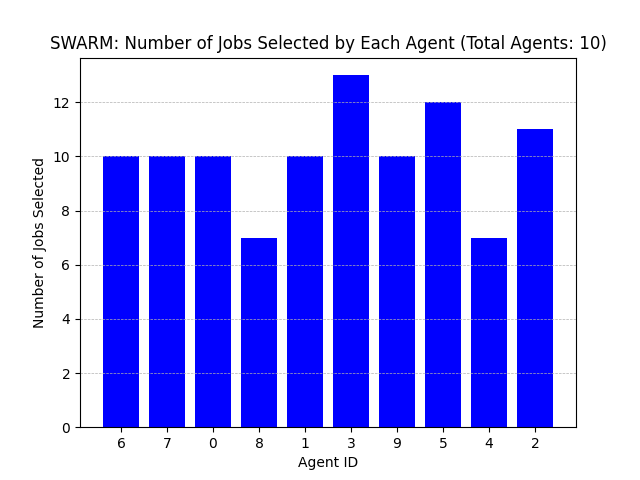 SWARM: Number of Jobs Selected by Each Agent (Total Agents: 10)
Number of Jobs Selected
12
10
8
6
4
2
0
6 7 0 8 1 3 9 5 4 2
Agent ID